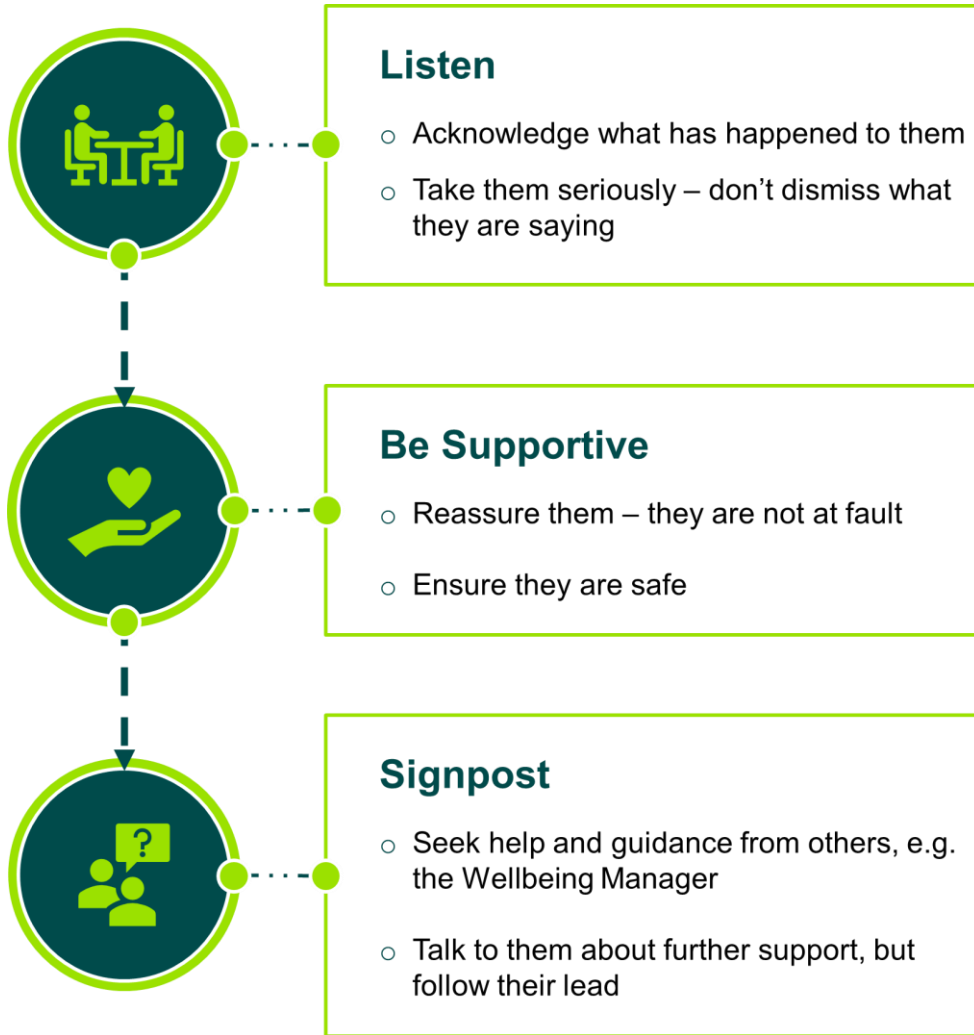 Listen
○ Acknowledge what has happened to them
○ Take them seriously – don’t dismiss what
they are saying
Be Supportive
○ Reassure them – they are not at fault
○ Ensure they are safe
?
Signpost
○ Seek help and guidance from others, e.g.
the Wellbeing Manager
○ Talk to them about further support, but
follow their lead